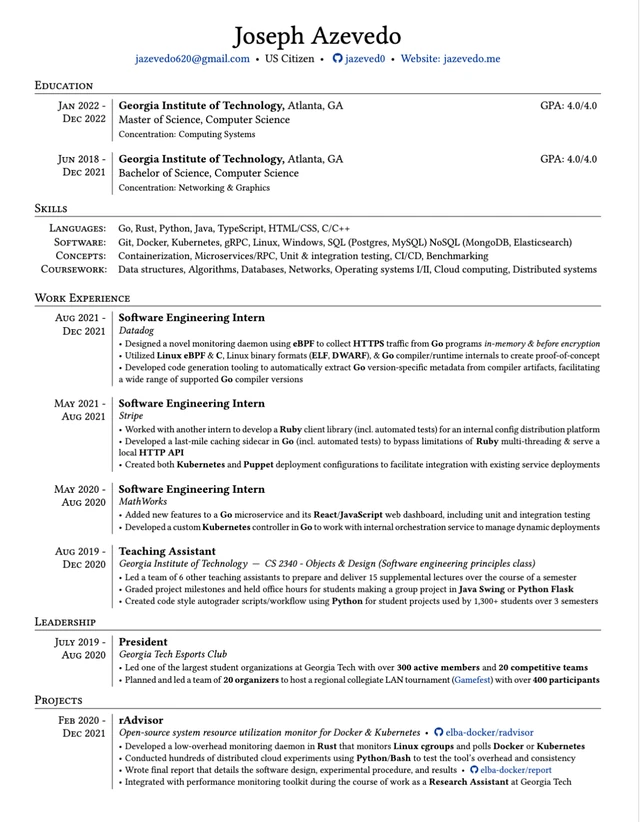 Joseph Azevedo
jazevedo620@gmail.com • US Citizen • jazeved0 • Website: jazevedo.me
Education
Jan 2022 - Dec 2022
Georgia Institute of Technology, Atlanta, GA GPA: 4.0/4.0
Master of Science, Computer Science
Concentration: Computing Systems
Jun 2018 - Dec 2021
Georgia Institute of Technology, Atlanta, GA GPA: 4.0/4.0
Bachelor of Science, Computer Science
Concentration: Networking & Graphics
Skills
Languages: Go, Rust, Python, Java, TypeScript, HTML/CSS, C/C++
Software: Git, Docker, Kubernetes, gRPC, Linux, Windows, SQL (Postgres, MySQL) NoSQL (MongoDB, Elasticsearch)
Concepts: Containerization, Microservices/RPC, Unit & integration testing, CI/CD, Benchmarking
Coursework: Data structures, Algorithms, Databases, Networks, Operating systems I/II, Cloud computing, Distributed systems
Work Experience
Aug 2021 - Dec 2021
Software Engineering Intern
Datadog
• Designed a novel monitoring daemon using eBPF to collect HTTPS traffic from Go programs in-memory & before encryption
• Utilized Linux eBPF & C, Linux binary formats (ELF, DWARF), & Go compiler/runtime internals to create proof-of-concept
• Developed code generation tooling to automatically extract Go version-specific metadata from compiler artifacts, facilitating
a wide range of supported Go compiler versions
May 2021 - Aug 2021
Software Engineering Intern
Stripe
• Worked with another intern to develop a Ruby client library (incl. automated tests) for an internal config distribution platform
• Developed a last-mile caching sidecar in Go (incl. automated tests) to bypass limitations of Ruby multi-threading & serve a
local HTTP API
• Created both Kubernetes and Puppet deployment configurations to facilitate integration with existing service deployments
May 2020 - Aug 2020
Software Engineering Intern
MathWorks
• Added new features to a Go microservice and its React/JavaScript web dashboard, including unit and integration testing
• Developed a custom Kubernetes controller in Go to work with internal orchestration service to manage dynamic deployments
Aug 2019 - Dec 2020
Teaching Assistant
Georgia Institute of Technology — CS 2340 - Objects & Design (Software engineering principles class)
• Led a team of 6 other teaching assistants to prepare and deliver 15 supplemental lectures over the course of a semester
• Graded project milestones and held office hours for students making a group project in Java Swing or Python Flask
• Created code style autograder scripts/workflow using Python for student projects used by 1,300+ students over 3 semesters
Leadership
July 2019 - Aug 2020
President
Georgia Tech Esports Club
• Led one of the largest student organizations at Georgia Tech with over 300 active members and 20 competitive teams
• Planned and led a team of 20 organizers to host a regional collegiate LAN tournament (Gamefest) with over 400 participants
Projects
Feb 2020 - Dec 2021
rAdvisor
Open-source system resource utilization monitor for Docker & Kubernetes • elba-docker/radvisor
• Developed a low-overhead monitoring daemon in Rust that monitors Linux cgroups and polls Docker or Kubernetes
• Conducted hundreds of distributed cloud experiments using Python/Bash to test the tool's overhead and consistency
• Wrote final report that details the software design, experimental procedure, and results • elba-docker/report
• Integrated with performance monitoring toolkit during the course of work as a Research Assistant at Georgia Tech